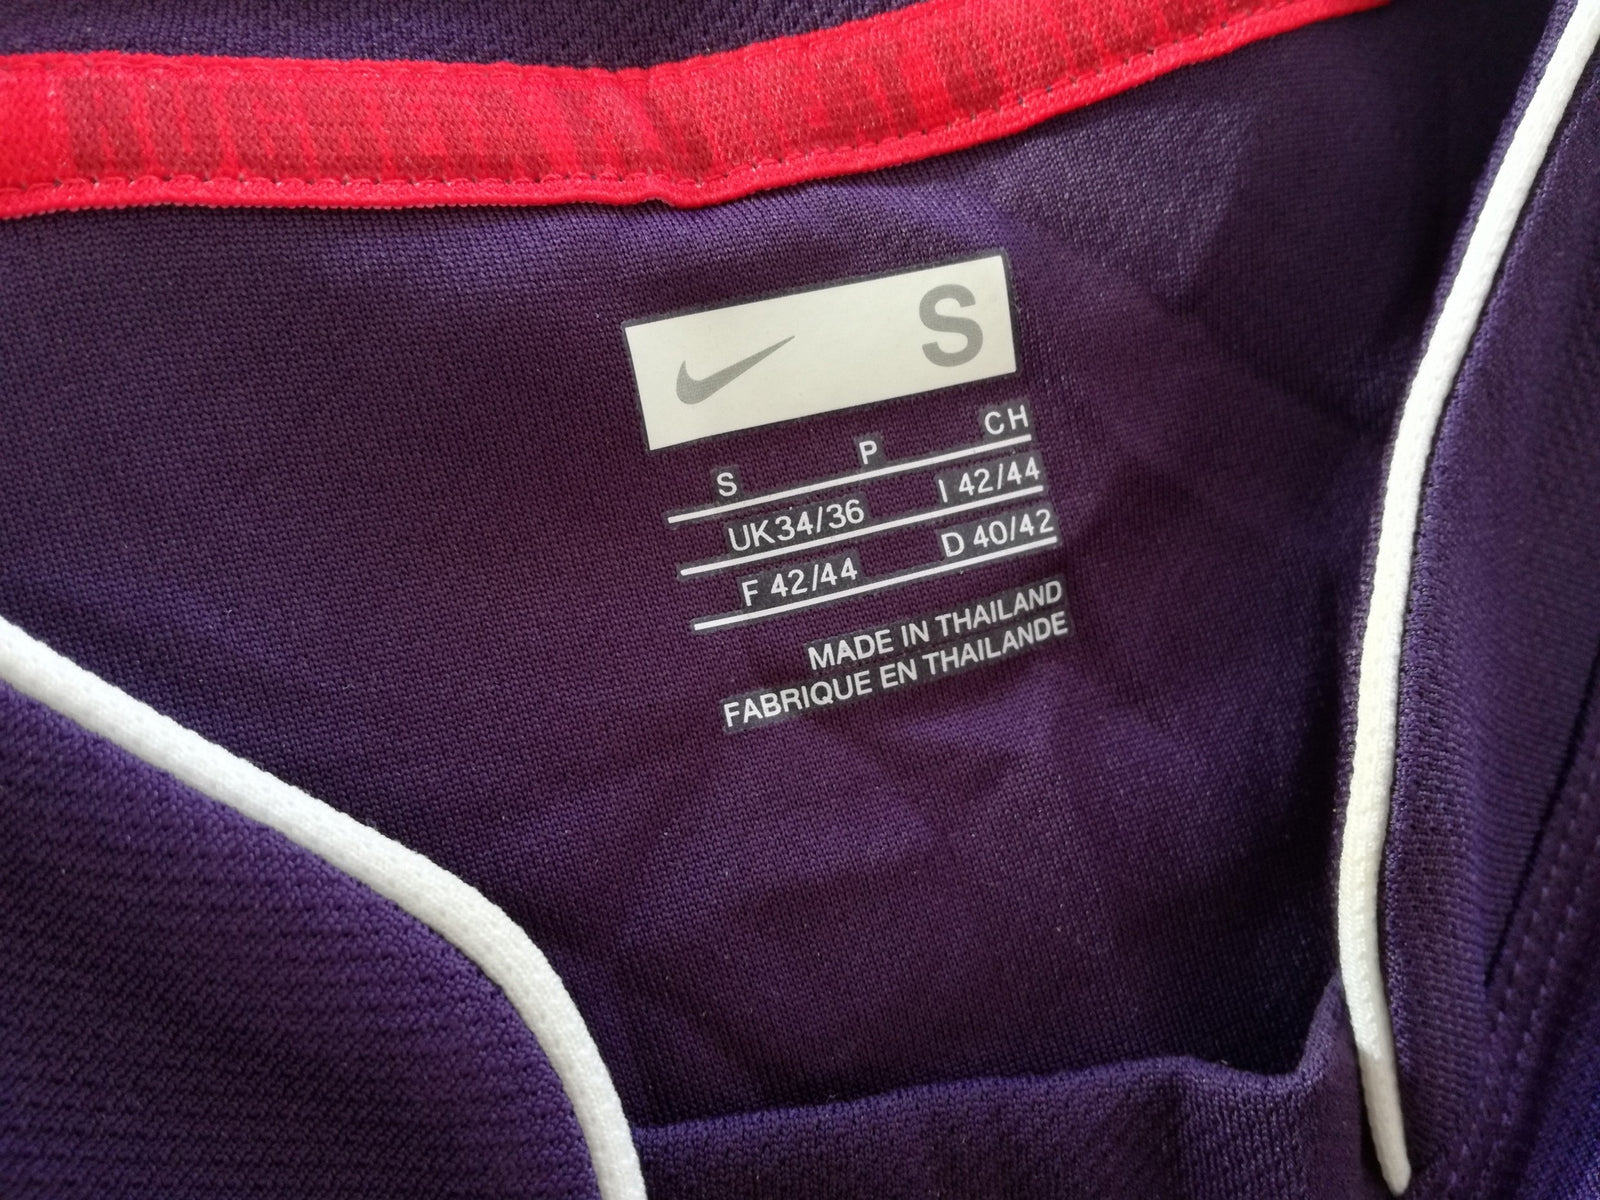 S
S P CH
UK34/36 I 42/44
F 42/44 D 40/42
MADE IN THAILAND
FABRIQUE EN THAILANDE